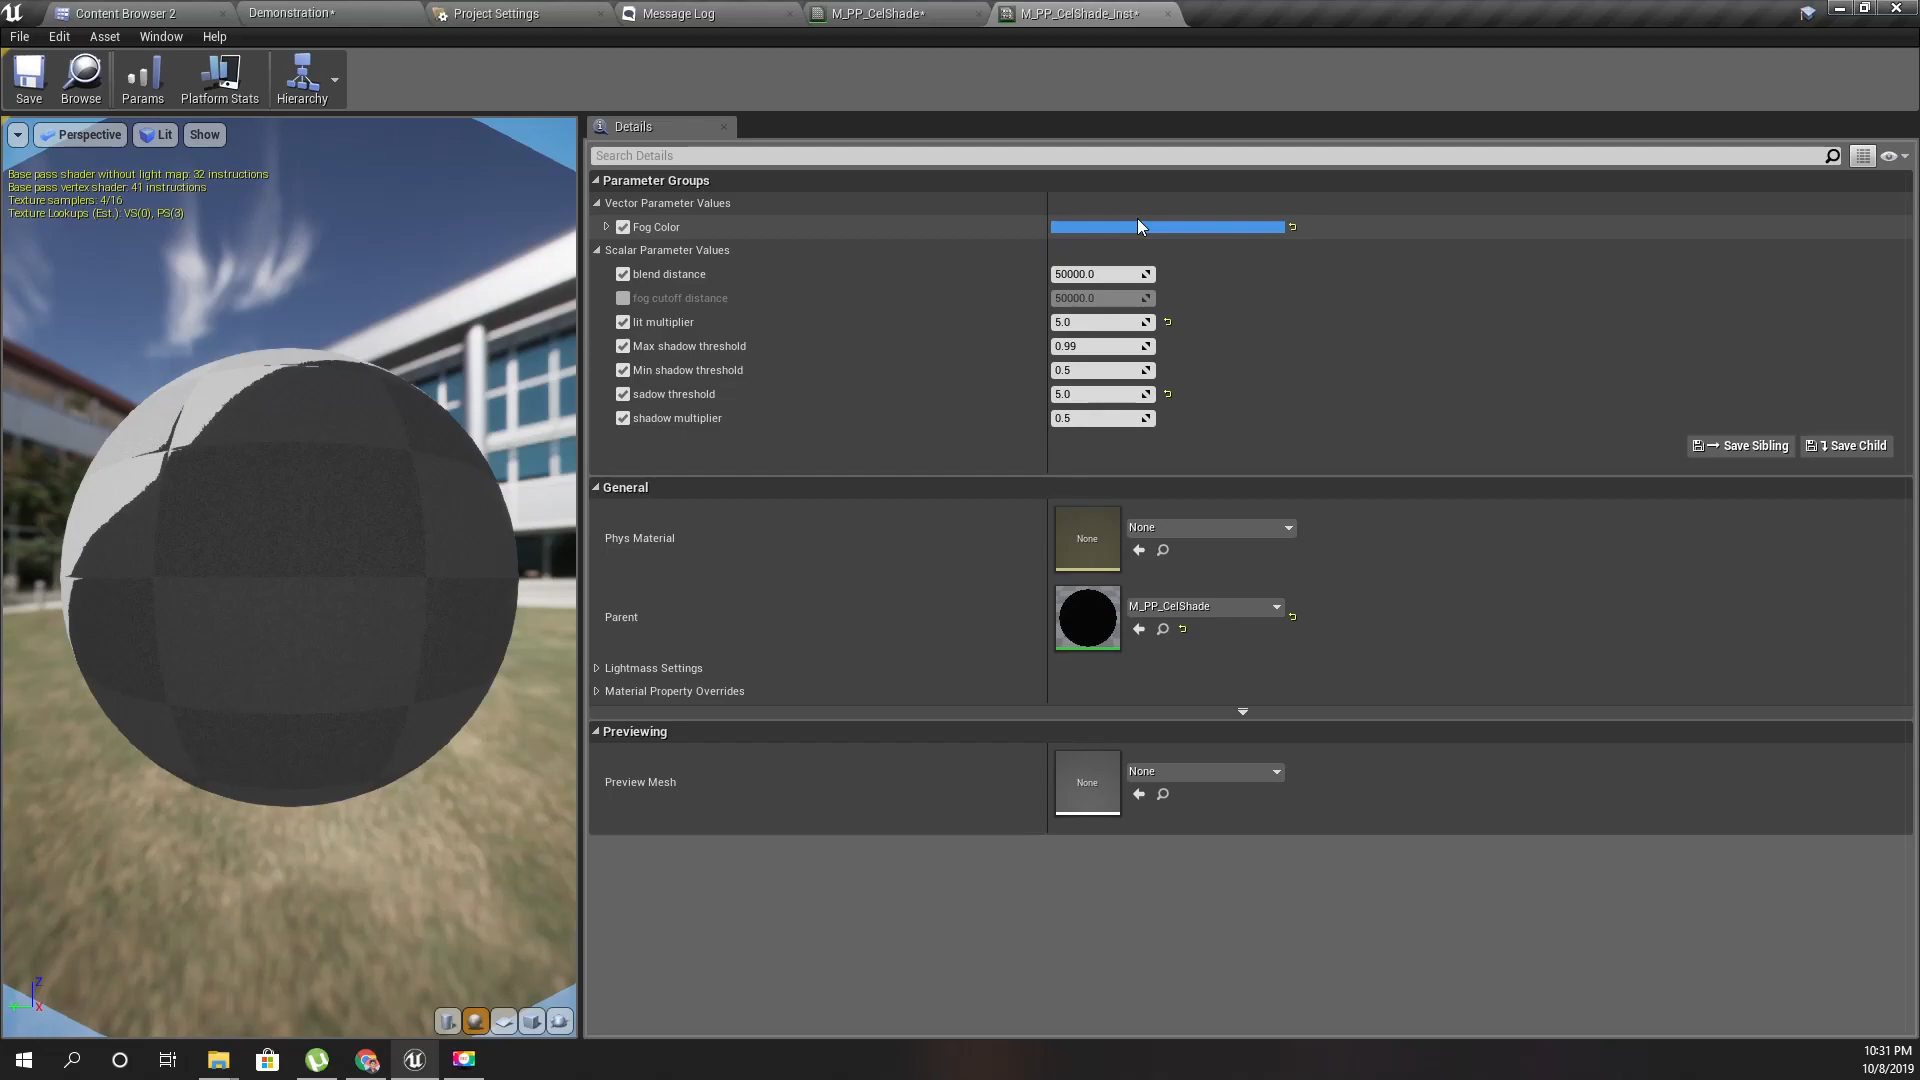 Content Browser 2
Demonstration*
Project Settings
Message Log
M_PP_CelShade*
M_PP_CelShade_Inst*
File
Edit
Asset
Window
Help
Save
Browse
Params
Platform Stats
Hierarchy
Perspective
Lit
Show
Base pass shader without light map: 32 instructions
Base pass vertex shader: 41 instructions
Texture samplers: 4/16
Texture Lookups (Est.): VS(0), PS(3)
Z
X
Details
Search Details
Parameter Groups
Vector Parameter Values
Fog Color
Scalar Parameter Values
blend distance 50000.0
fog cutoff distance 50000.0
lit multiplier 5.0
Max shadow threshold 0.99
Min shadow threshold 0.5
sadow threshold 5.0
shadow multiplier 0.5
Save Sibling
Save Child
General
Phys Material
None
None
Parent
M_PP_CelShade
Lightmass Settings
Material Property Overrides
Previewing
Preview Mesh
None
None
10:31 PM
10/8/2019